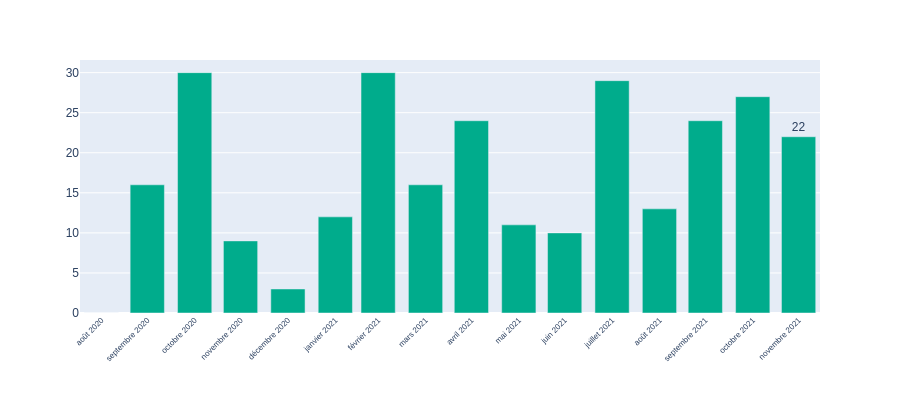 30
25
20
15
10
5
0
22
août 2020
septembre 2020
octobre 2020
novembre 2020
décembre 2020
janvier 2021
février 2021
mars 2021
avril 2021
mai 2021
juin 2021
juillet 2021
août 2021
septembre 2021
octobre 2021
novembre 2021